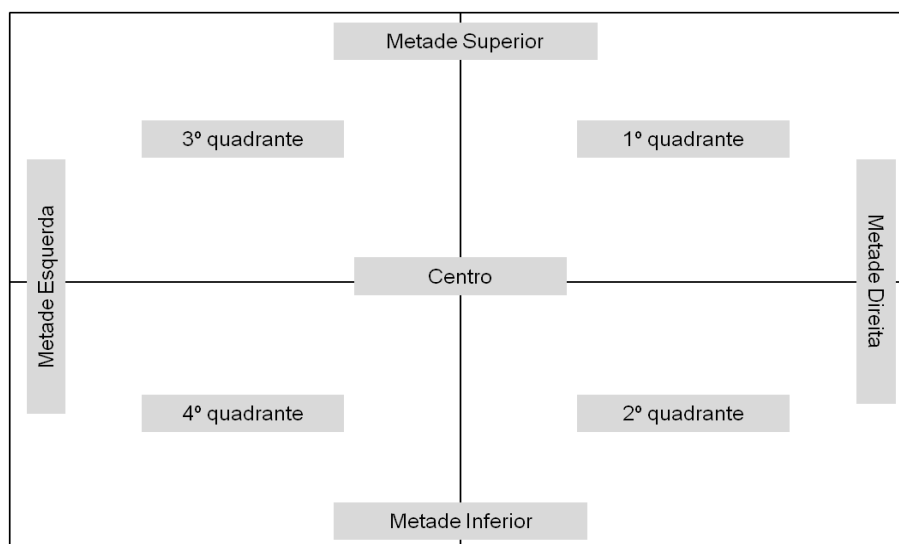 Metade Superior
3º quadrante
1º quadrante
Metade Esquerda
Centro
Metade Direita
4º quadrante
2º quadrante
Metade Inferior